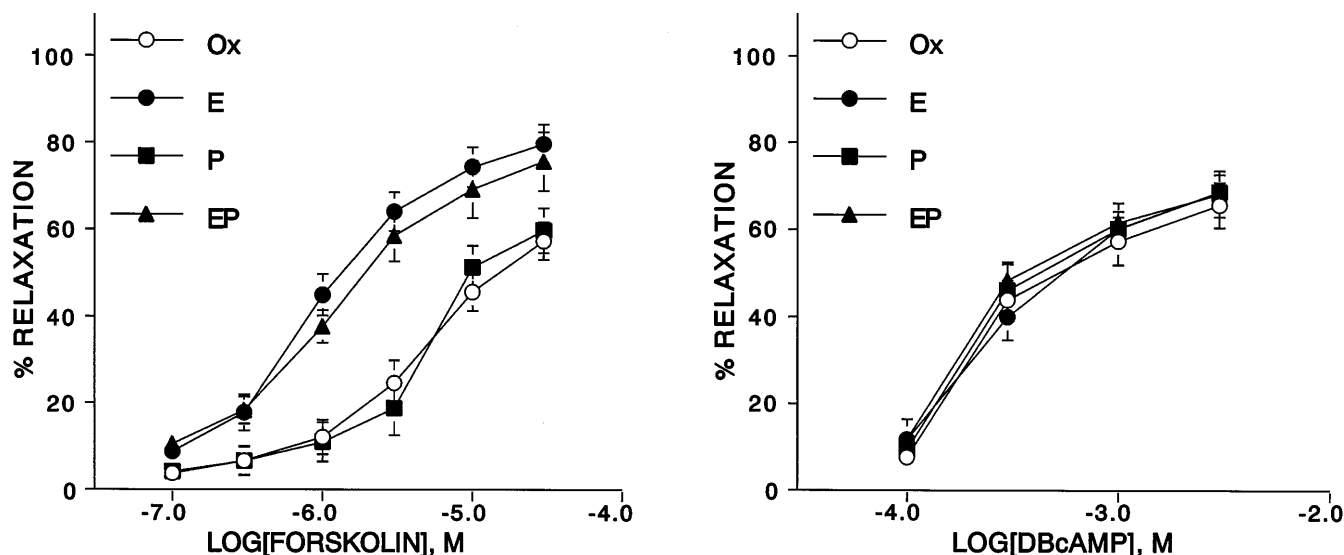 Ox
E
P
EP
100
80
60
40
20
0
% RELAXATION
-7.0 -6.0 -5.0 -4.0
LOG[FORSKOLIN], M
Ox
E
P
EP
100
80
60
40
20
0
% RELAXATION
-4.0 -3.0 -2.0
LOG[DBcAMP], M